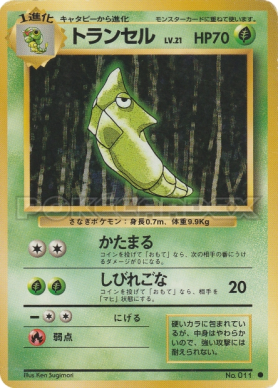 1進化
キャタピーから進化
モンスターカードに重ねて使います。
トランセル LV.21 HP70
さなぎポケモン：身長0.7m、体重9.9Kg
かたまる
コインを投げて「おもて」なら、次の相手の番にうけるダメージが0になる。
しびれごな 20
コインを投げて「おもて」なら、相手を「マヒ」状態にする。
にげる
弱点
硬いカラに包まれているが、中身はやわらかいので、強い攻撃には耐えられない。
Illus. Ken Sugimori
No. 011